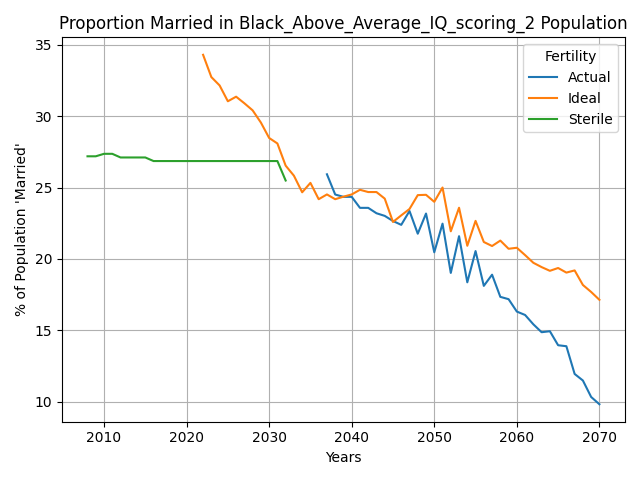 Proportion Married in Black_Above_Average_IQ_scoring_2 Population
% of Population 'Married'
35
30
25
20
15
10
Fertility
Actual
Ideal
Sterile
2010 2020 2030 2040 2050 2060 2070
Years